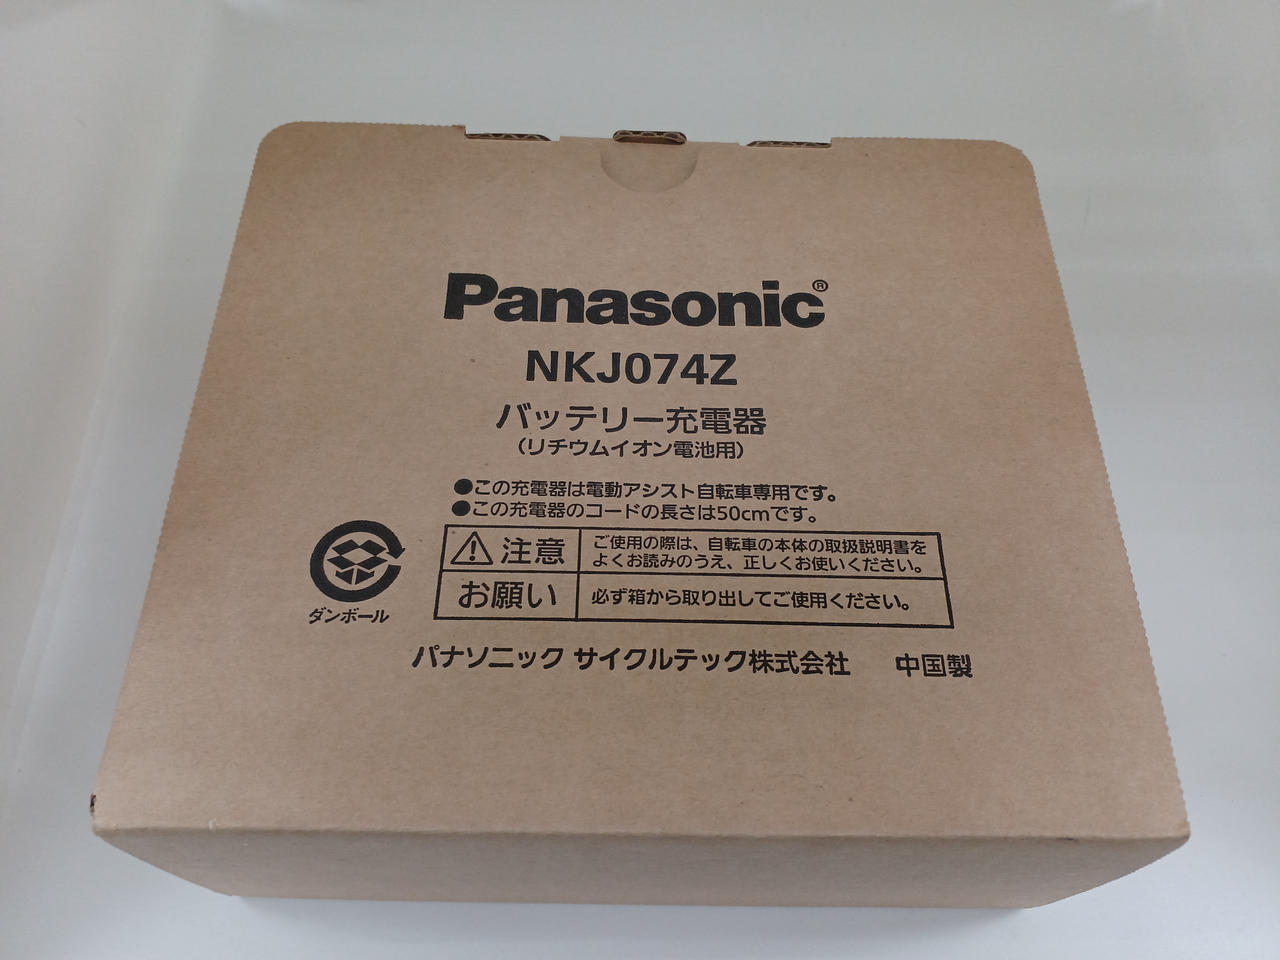 Panasonic®
NKJ074Z
バッテリー充電器
（リチウムイオン電池用）
●この充電器は電動アシスト自転車専用です。
●この充電器のコードの長さは50cmです。
注意
ご使用の際は、自転車の本体の取扱説明書を
よくお読みのうえ、正しくお使いください。
お願い
必ず箱から取り出してご使用ください。
ダンボール
パナソニック サイクルテック株式会社 中国製